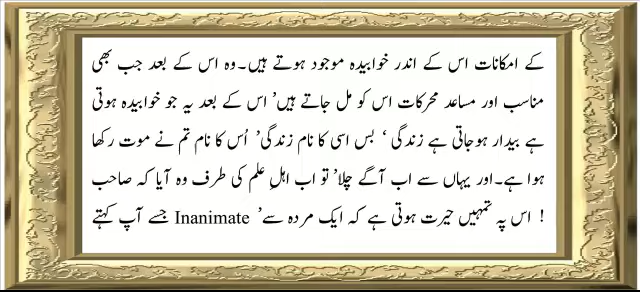 کے امکانات اس کے اندر خوابیدہ موجود ہوتے ہیں۔ وہ اس کے بعد جب بھی
مناسب اور مساعد محرکات اس کو مل جاتے ہیں’ اس کے بعد یہ جو خوابیدہ ہوتی
ہے بیدار ہوجاتی ہے زندگی ‘ بس اسی کا نام زندگی’ اُس کا نام تم نے موت رکھا
ہوا ہے۔ اور یہاں سے اب آگے چلا’ تو اب اہلِ علم کی طرف وہ آیا کہ صاحب
! اس پہ تمہیں حیرت ہوتی ہے کہ ایک مردہ سے’ Inanimate جسے آپ کہتے